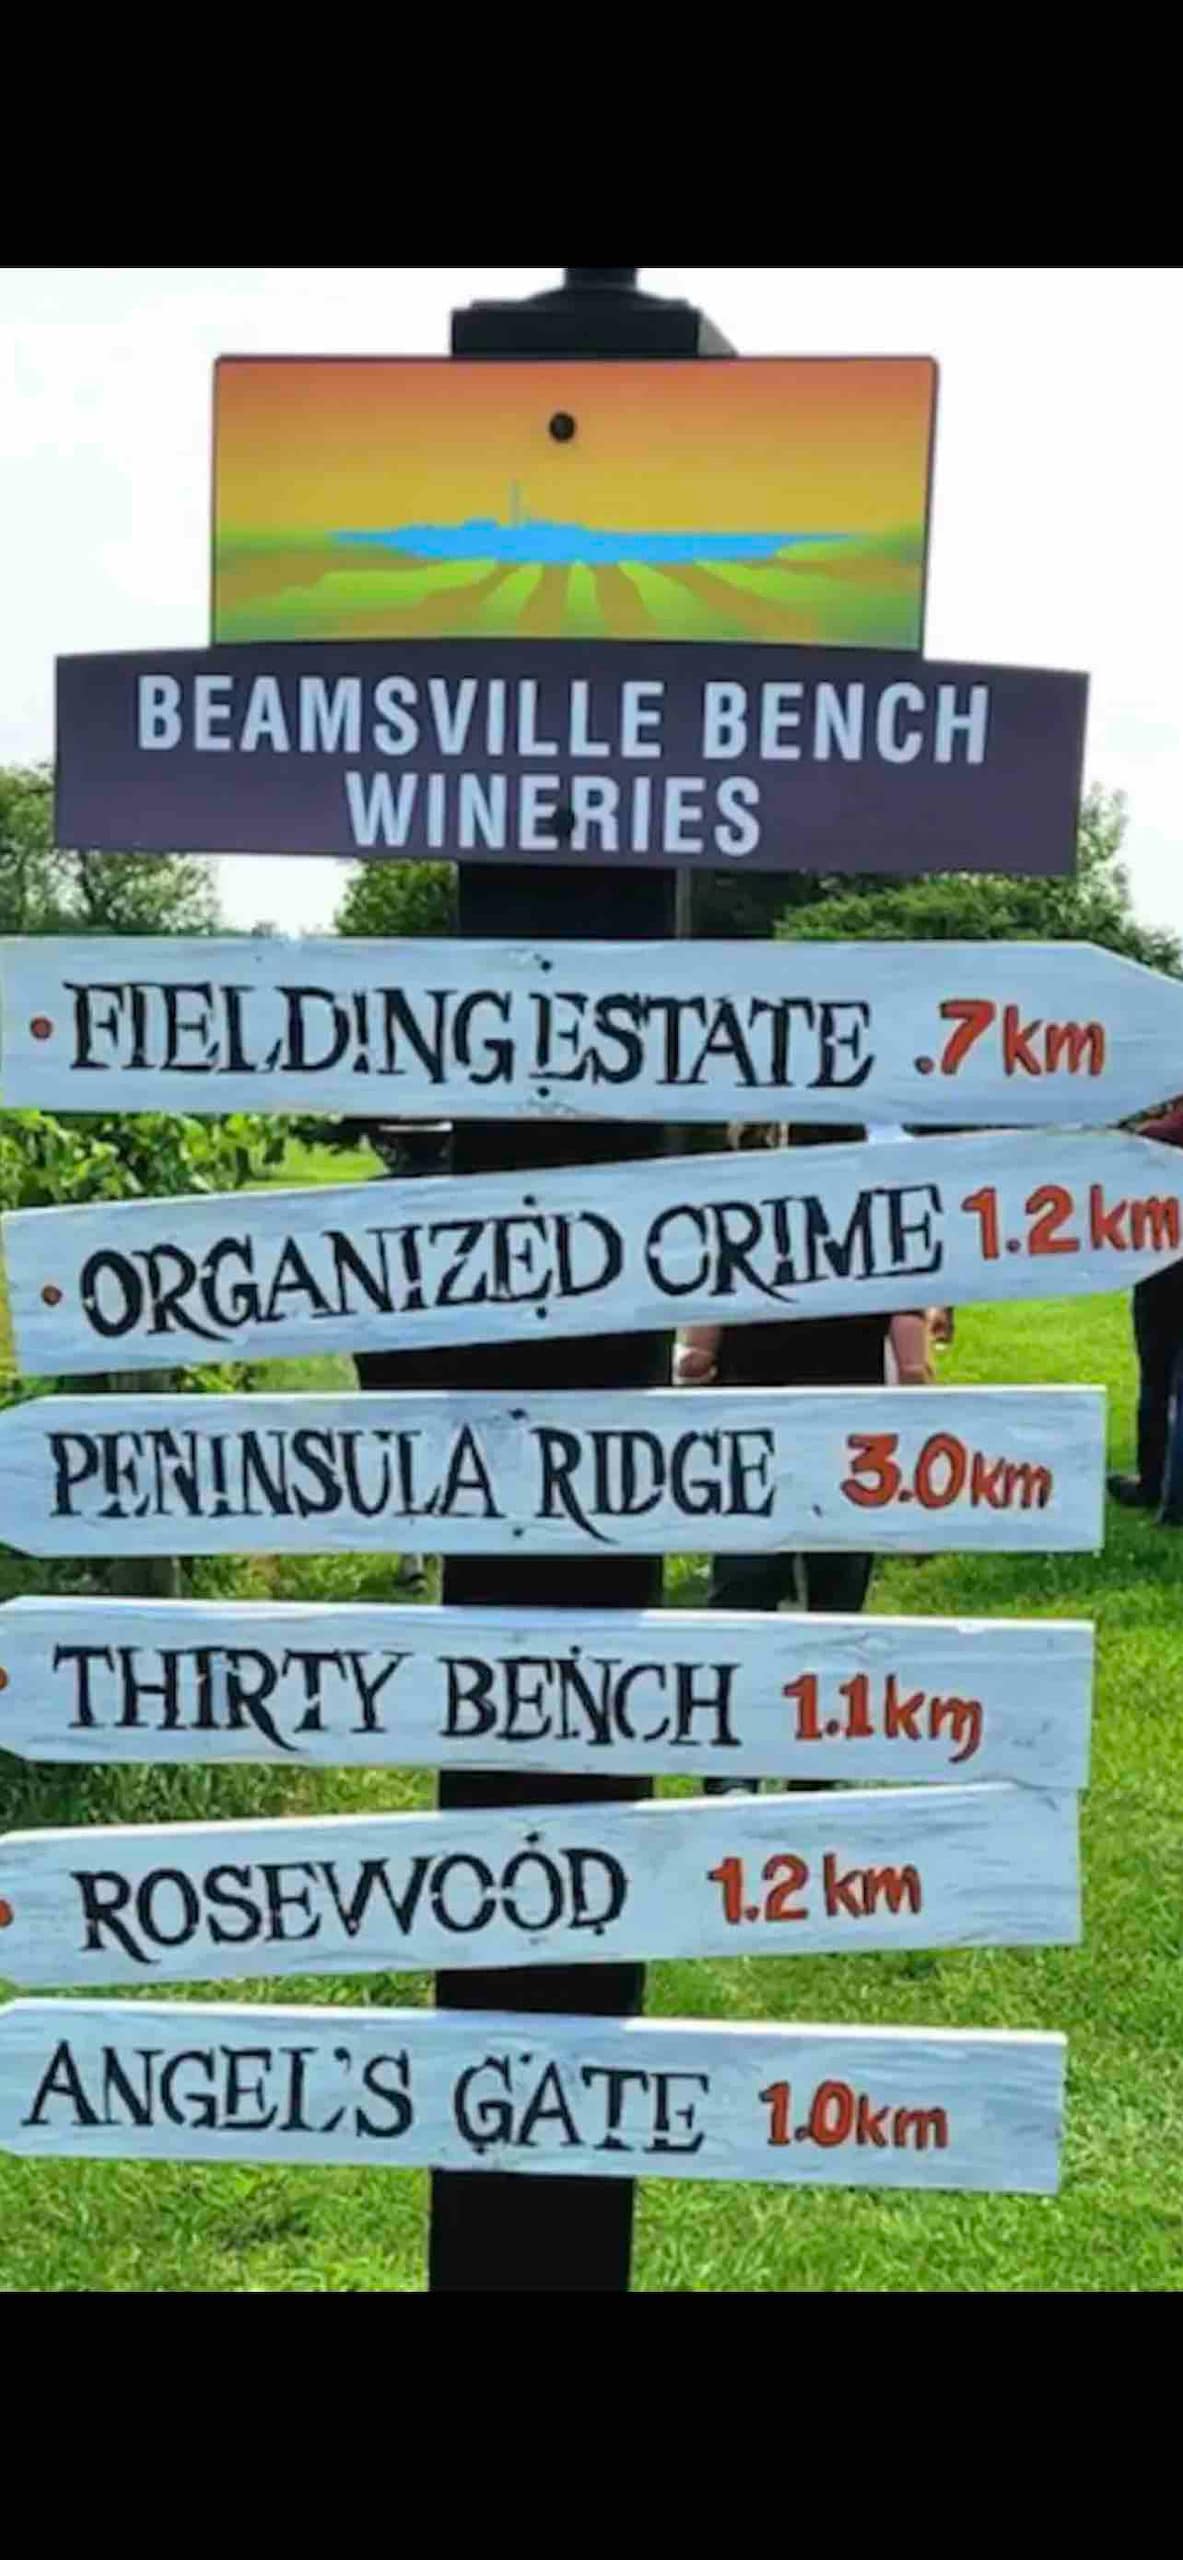 BEAMSVILLE BENCH
WINERIES
• FIELDING ESTATE .7km
• ORGANIZED CRIME 1.2km
PENINSULA RIDGE 3.0km
• THIRTY BENCH 1.1km
• ROSEWOOD 1.2km
ANGEL'S GATE 1.0km